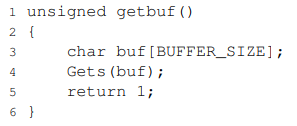 1 unsigned getbuf()
2 {
3     char buf[BUFFER_SIZE];
4     Gets(buf);
5     return 1;
6 }